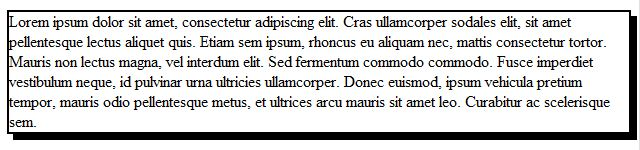 Lorem ipsum dolor sit amet, consectetur adipiscing elit. Cras ullamcorper sodales elit, sit amet
pellentesque lectus aliquet quis. Etiam sem ipsum, rhoncus eu aliquam nec, mattis consectetur tortor.
Mauris non lectus magna, vel interdum elit. Sed fermentum commodo commodo. Fusce imperdiet
vestibulum neque, id pulvinar urna ultricies ullamcorper. Donec euismod, ipsum vehicula pretium
tempor, mauris odio pellentesque metus, et ultrices arcu mauris sit amet leo. Curabitur ac scelerisque
sem.